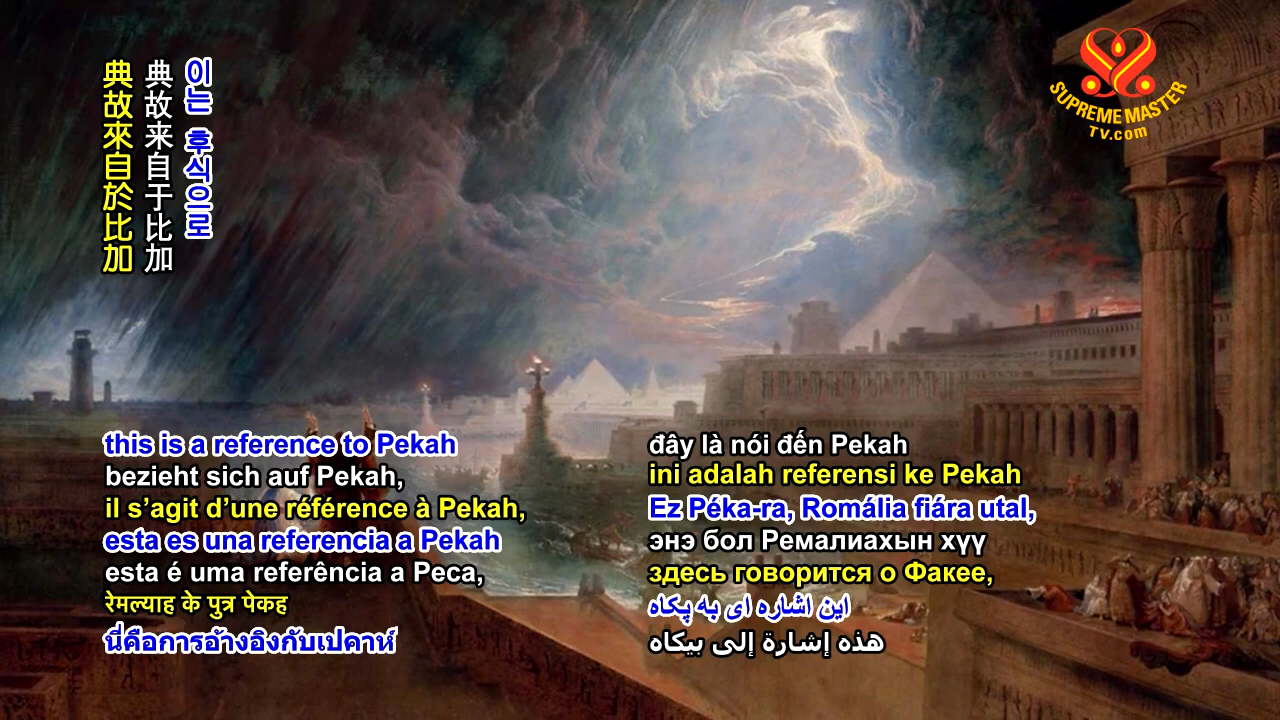 이는 후식으로
典故来自于比加
典故來自於比加
SUPREME MASTER
TV.com
this is a reference to Pekah
bezieht sich auf Pekah,
il s’agit d’une référence à Pekah,
esta es una referencia a Pekah
esta é uma referência a Peca,
रेमल्याह के पुत्र पेकह
นี่คือการอ้างอิงกับเปคาห์
đây là nói đến Pekah
ini adalah referensi ke Pekah
Ez Péka-ra, Romália fiára utal,
энэ бол Ремалиахын хүү
здесь говорится о Факее,
این اشاره ای به پکاه
هذه إشارة إلى بيكاه